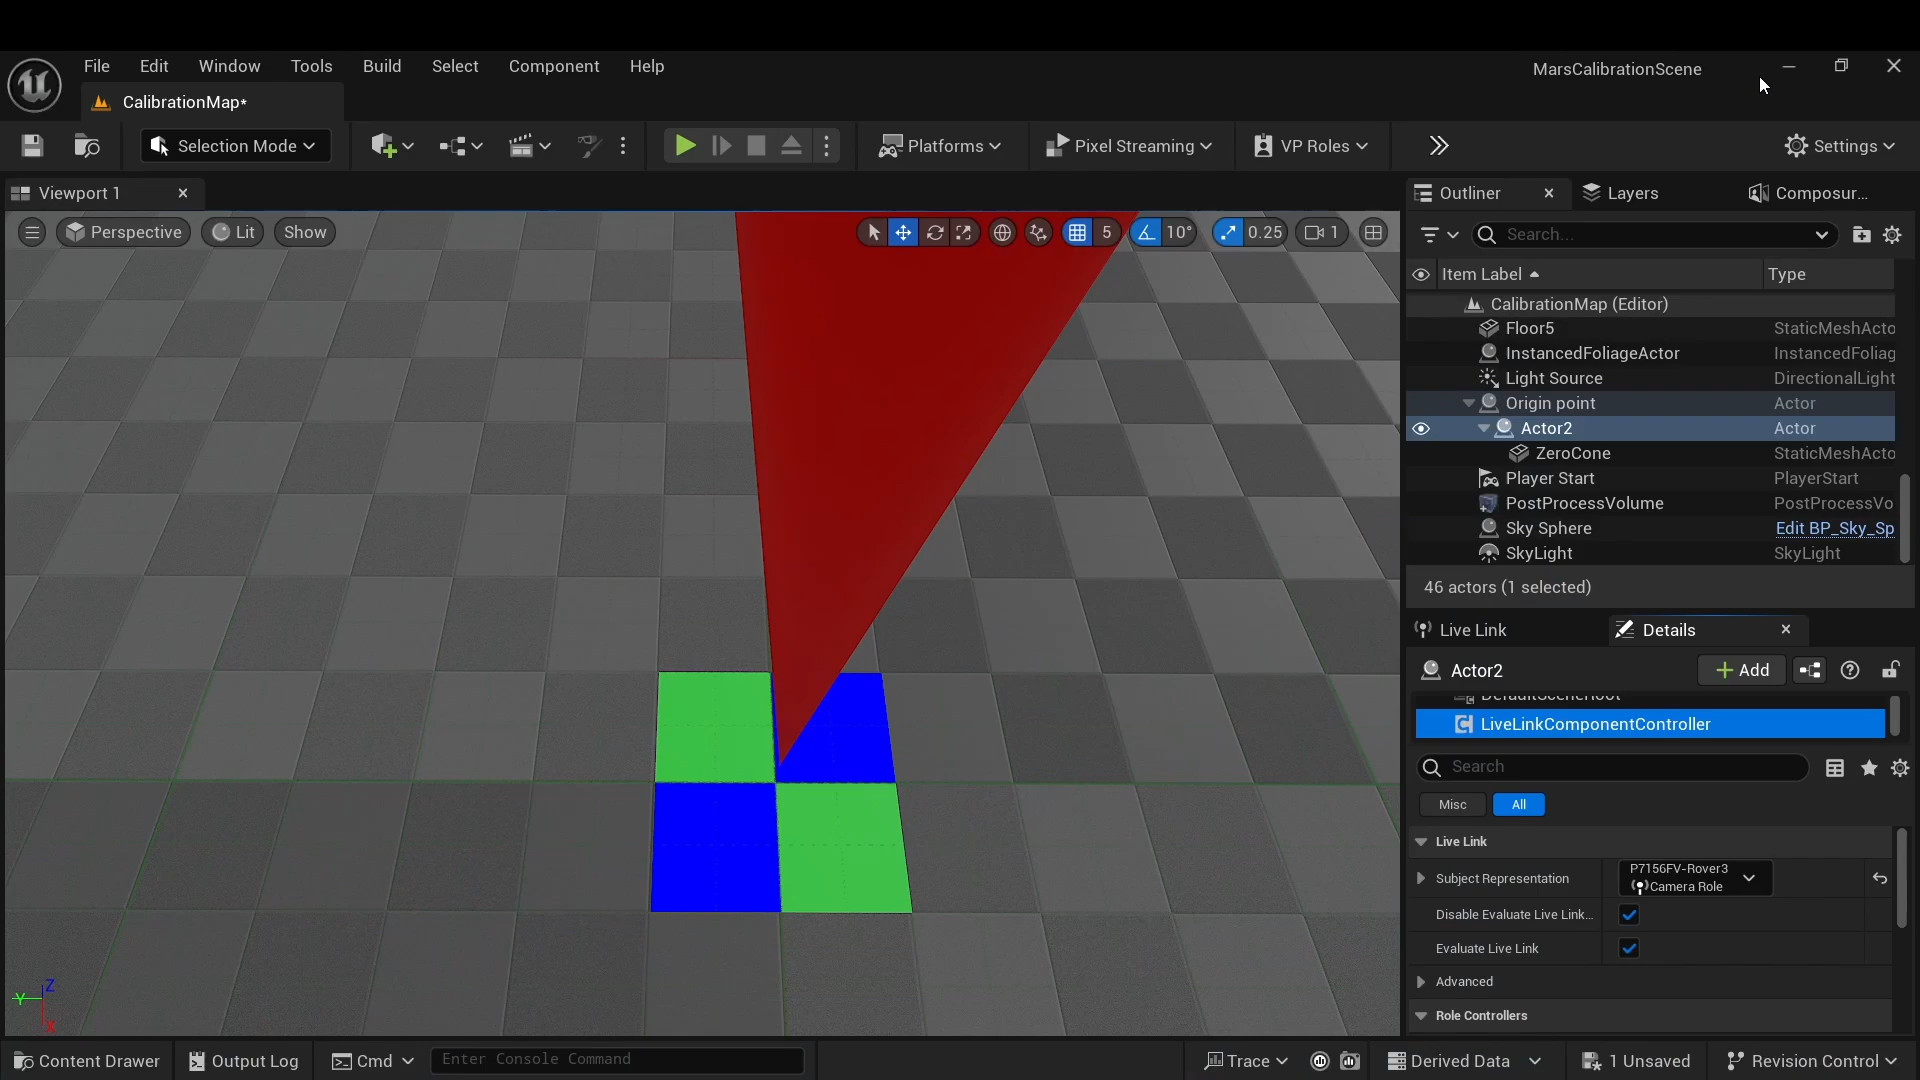 File Edit Window Tools Build Select Component Help
MarsCalibrationScene
CalibrationMap*
Selection Mode
Platforms
Pixel Streaming
VP Roles
Settings
Viewport 1
Outliner
Layers
Composur...
Perspective
Lit
Show
5
10°
0.25
1
Search...
Item Label
Type
CalibrationMap (Editor)
Floor5 StaticMeshActo
InstancedFoliageActor InstancedFoliag
Light Source DirectionalLight
Origin point Actor
Actor2 Actor
ZeroCone StaticMeshActo
Player Start PlayerStart
PostProcessVolume PostProcessVo
Sky Sphere Edit BP_Sky_Sp
SkyLight SkyLight
46 actors (1 selected)
Live Link
Details
Actor2
Add
DefaultSceneRoot
LiveLinkComponentController
Search
Misc
All
Live Link
Subject Representation
P7156FV-Rover3
Camera Role
Disable Evaluate Live Link...
Evaluate Live Link
Advanced
Role Controllers
Z
Y
X
Content Drawer
Output Log
Cmd
Enter Console Command
Trace
Derived Data
1 Unsaved
Revision Control